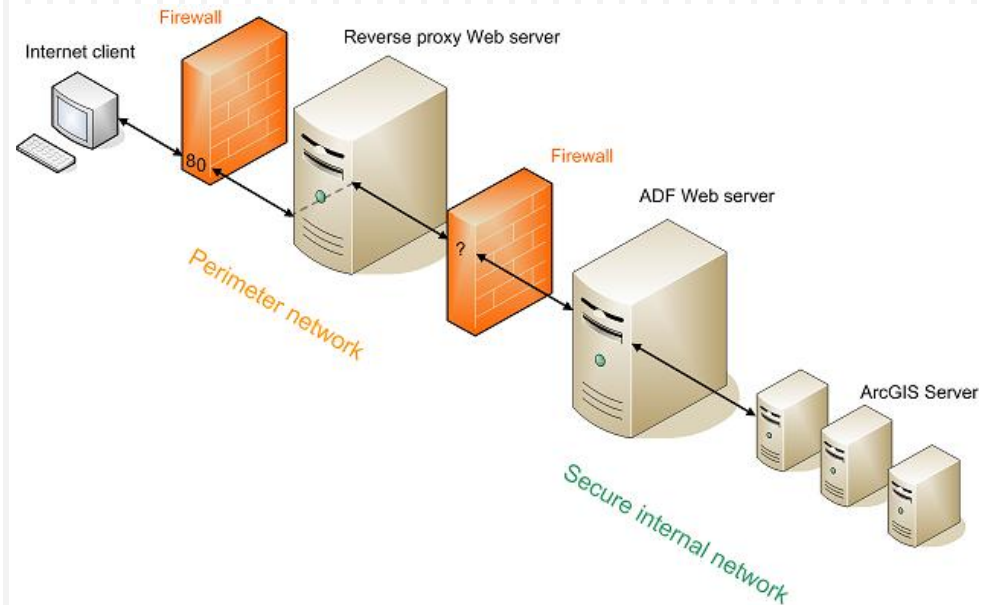 Firewall
Internet client
Reverse proxy Web server
80
Firewall
?
ADF Web server
Perimeter network
ArcGIS Server
Secure internal network